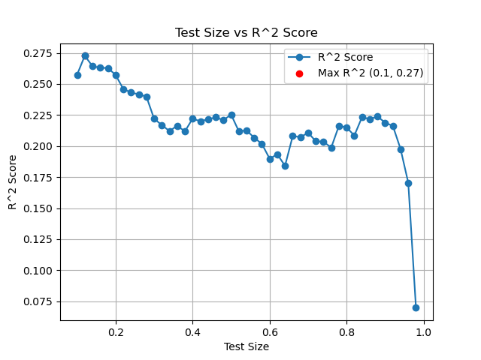 Test Size vs R^2 Score
R^2 Score
Max R^2 (0.1, 0.27)
R^2 Score
0.275
0.250
0.225
0.200
0.175
0.150
0.125
0.100
0.075
0.2 0.4 0.6 0.8 1.0
Test Size